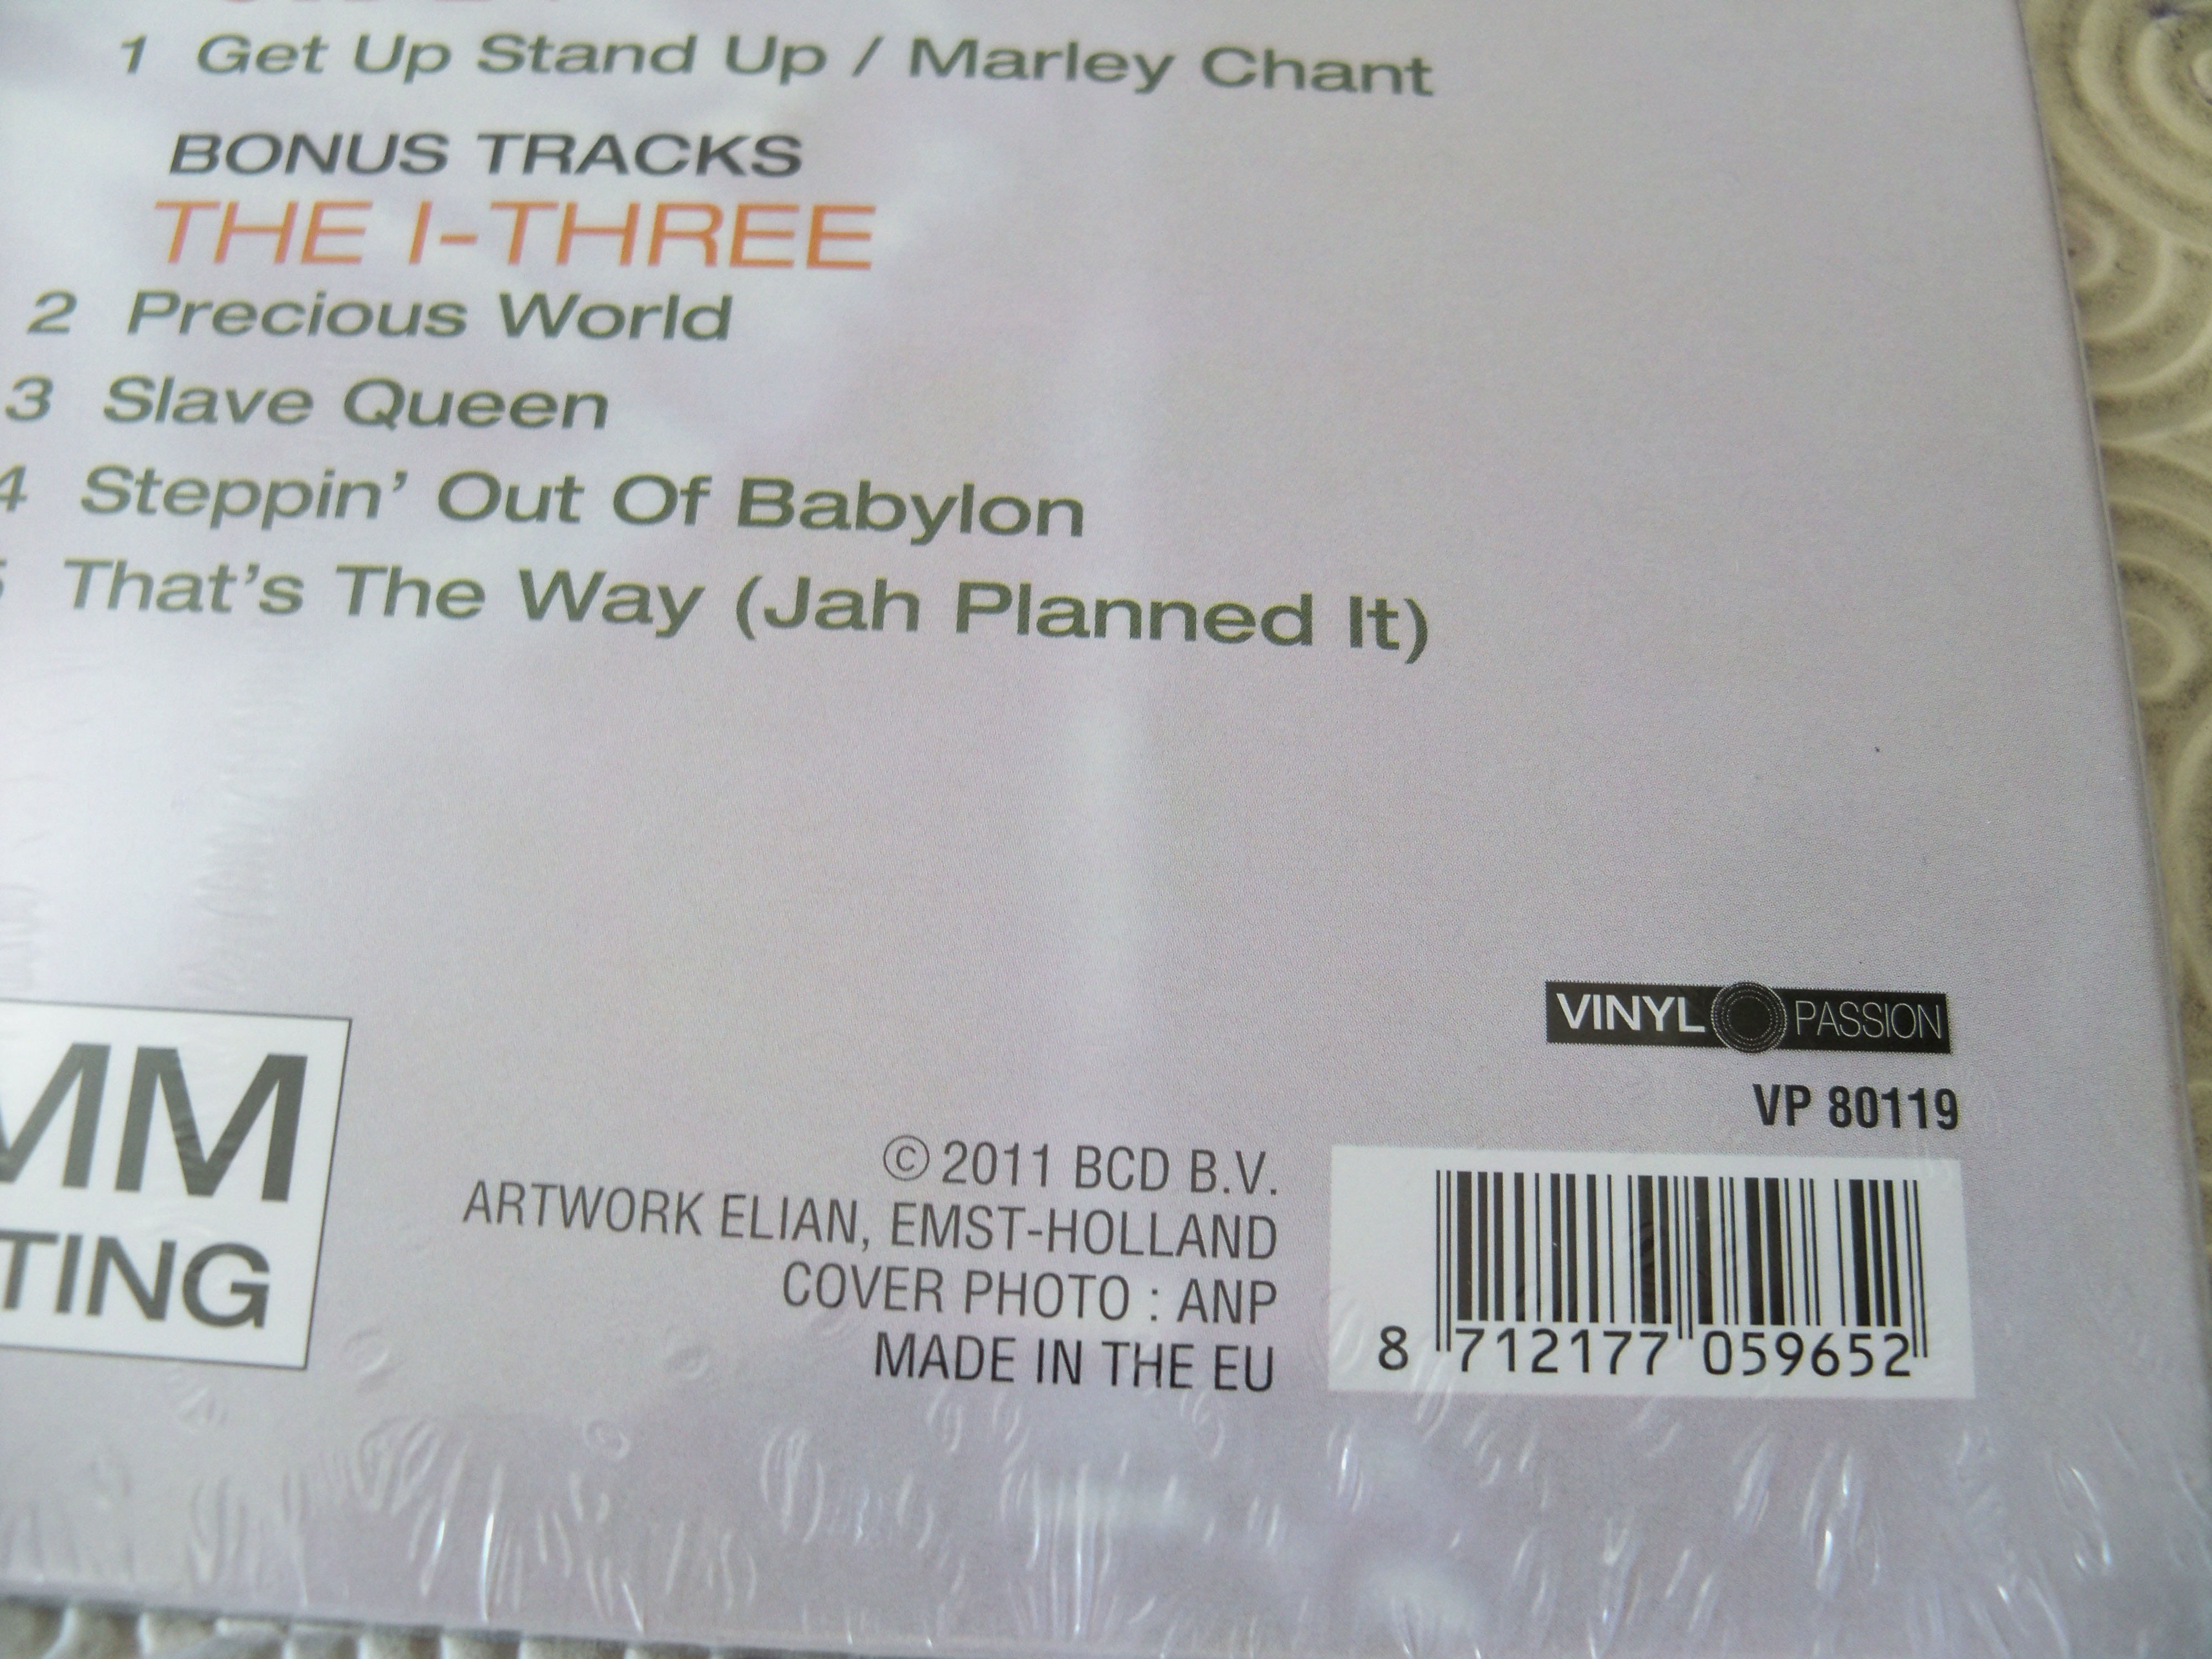 1 Get Up Stand Up / Marley Chant
BONUS TRACKS
THE I-THREE
2 Precious World
3 Slave Queen
4 Steppin' Out Of Babylon
That's The Way (Jah Planned It)
VINYL PASSION
VP 80119
MM
TING
© 2011 BCD B.V.
ARTWORK ELIAN, EMST-HOLLAND
COVER PHOTO : ANP
MADE IN THE EU
8 712177 059652